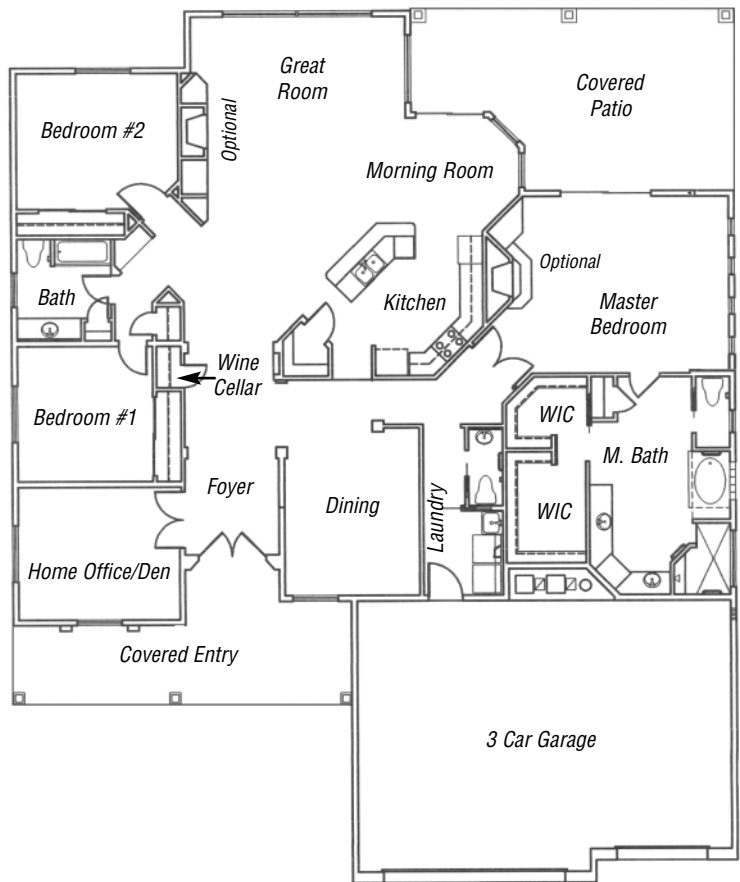 Great
Room
Covered
Patio
Bedroom #2
Optional
Morning Room
Optional
Bath
Kitchen
Master
Bedroom
Wine
Cellar
Bedroom #1
WIC
M. Bath
Foyer
Dining
Laundry
WIC
Home Office/Den
Covered Entry
3 Car Garage